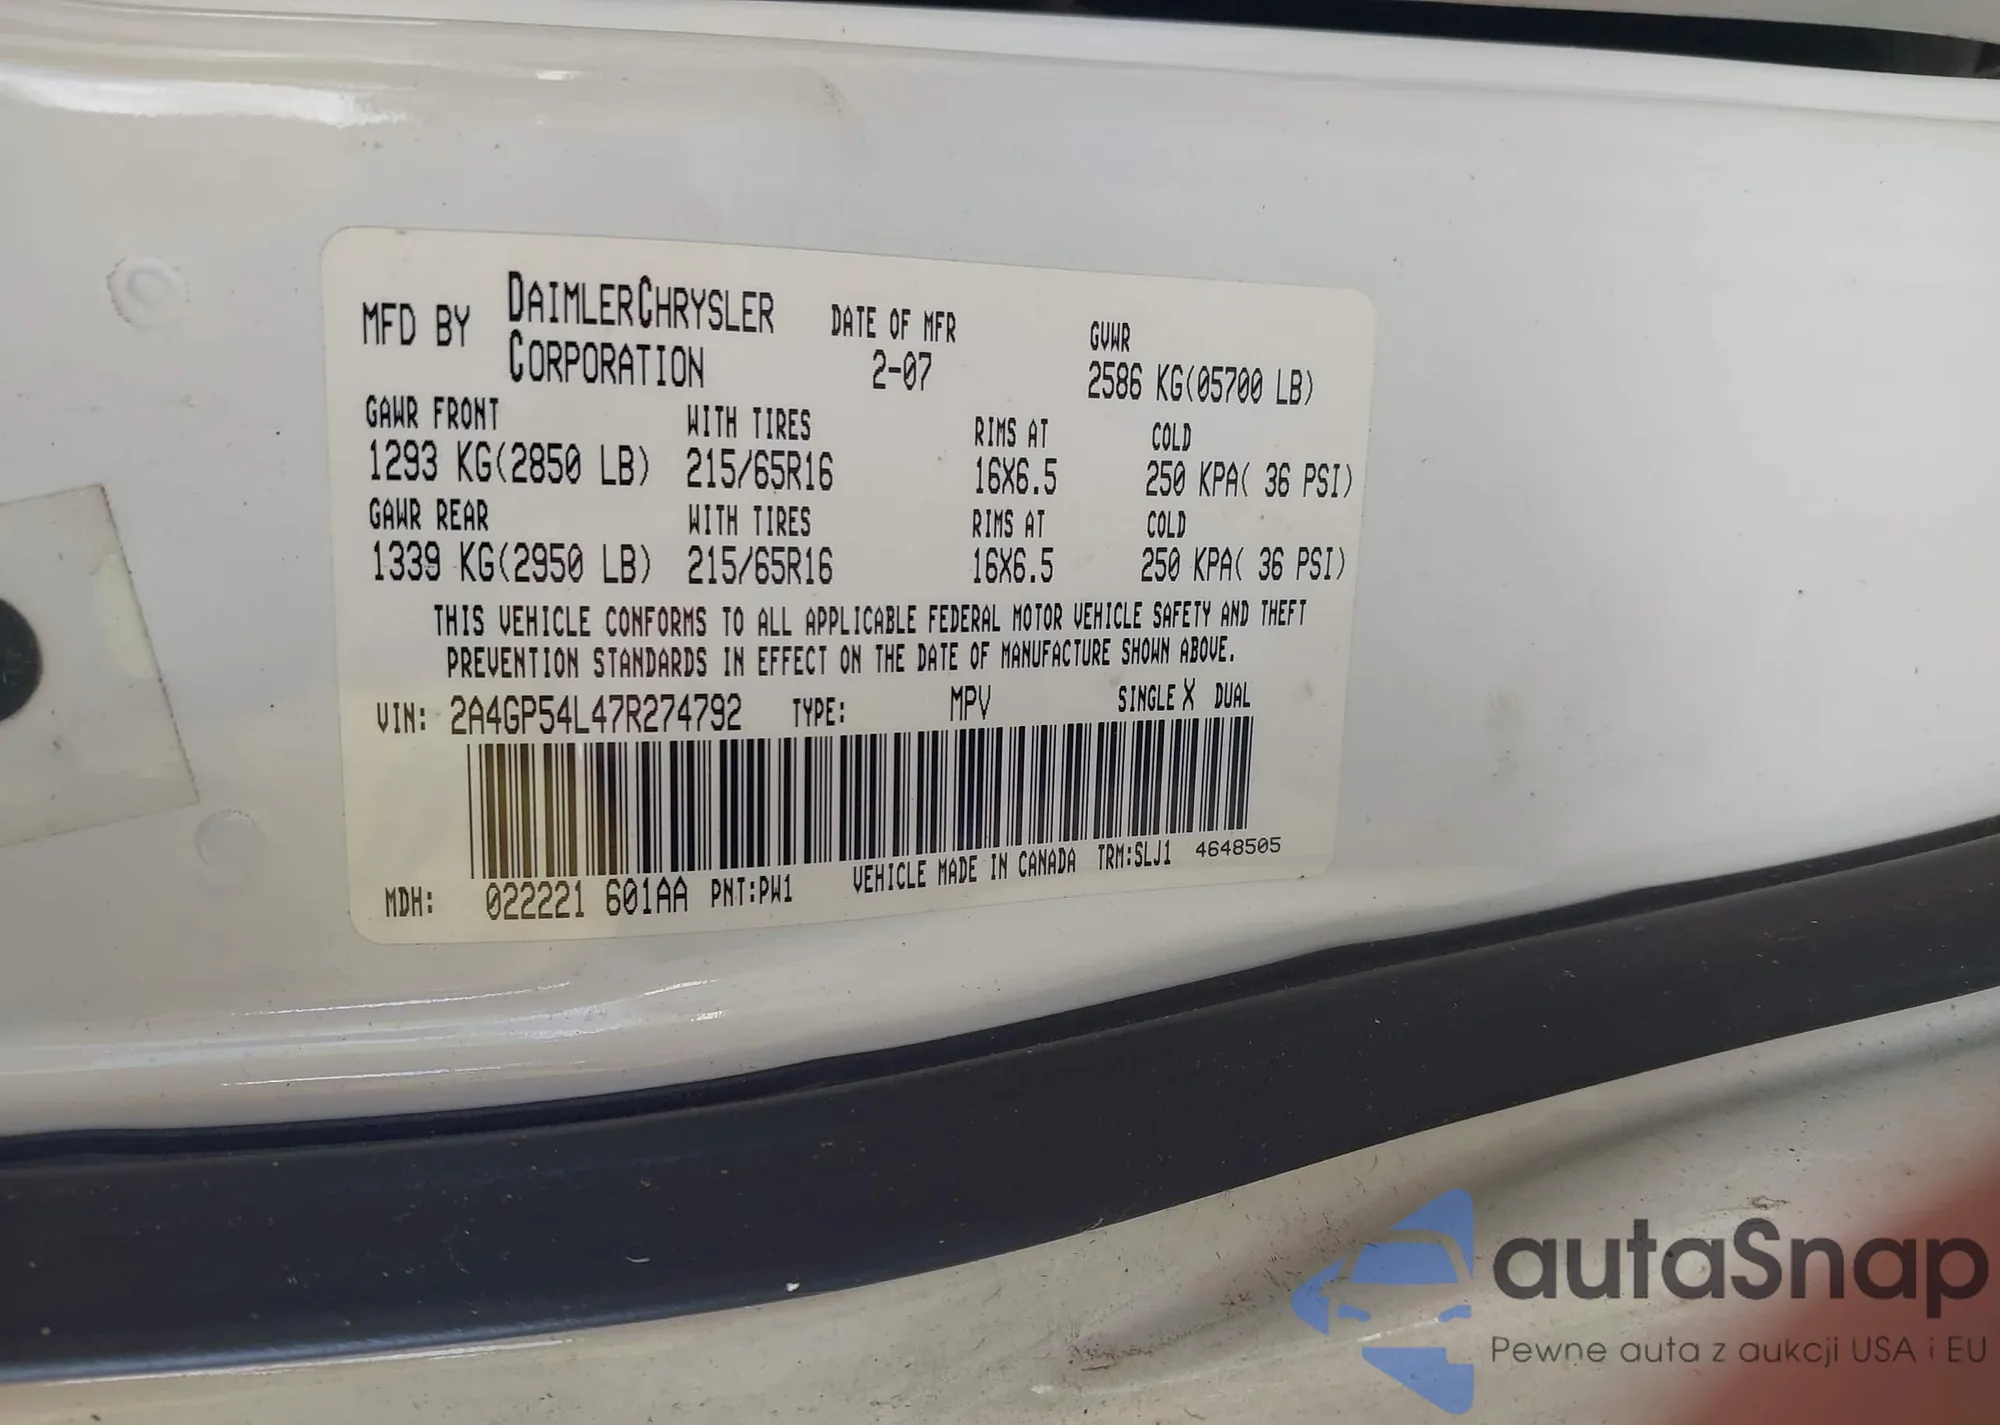 MFD BY DAIMLERCHRYSLER CORPORATION DATE OF MFR 2-07 GVWR 2586 KG(05700 LB)
GAWR FRONT WITH TIRES RIMS AT COLD
1293 KG(2850 LB) 215/65R16 16X6.5 250 KPA( 36 PSI)
GAWR REAR WITH TIRES RIMS AT COLD
1339 KG(2950 LB) 215/65R16 16X6.5 250 KPA( 36 PSI)
THIS VEHICLE CONFORMS TO ALL APPLICABLE FEDERAL MOTOR VEHICLE SAFETY AND THEFT
PREVENTION STANDARDS IN EFFECT ON THE DATE OF MANUFACTURE SHOWN ABOVE.
VIN: 2A4GP54L47R274792 TYPE: MPV SINGLE X DUAL
MDH: 022221 601AA PNT:PW1 VEHICLE MADE IN CANADA TRM:SLJ1 4648505
autaSnap
Pewne auta z aukcji USA i EU